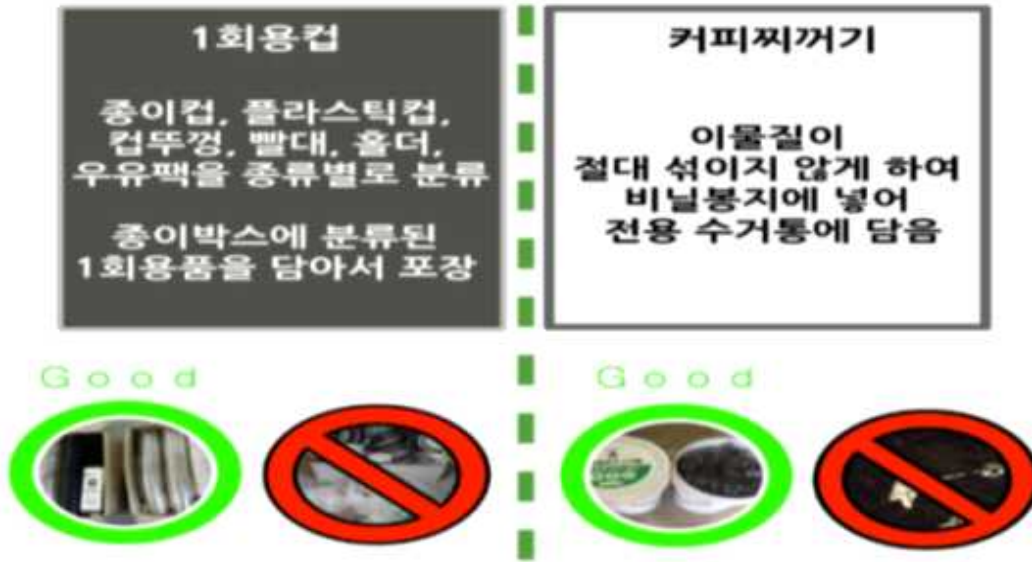 1회용컵
종이컵, 플라스틱컵,
컵뚜껑, 빨대, 홀더,
우유팩을 종류별로 분류
종이박스에 분류된
1회용품을 담아서 포장
Good
커피찌꺼기
이물질이
절대 섞이지 않게 하여
비닐봉지에 넣어
전용 수거통에 담음
Good